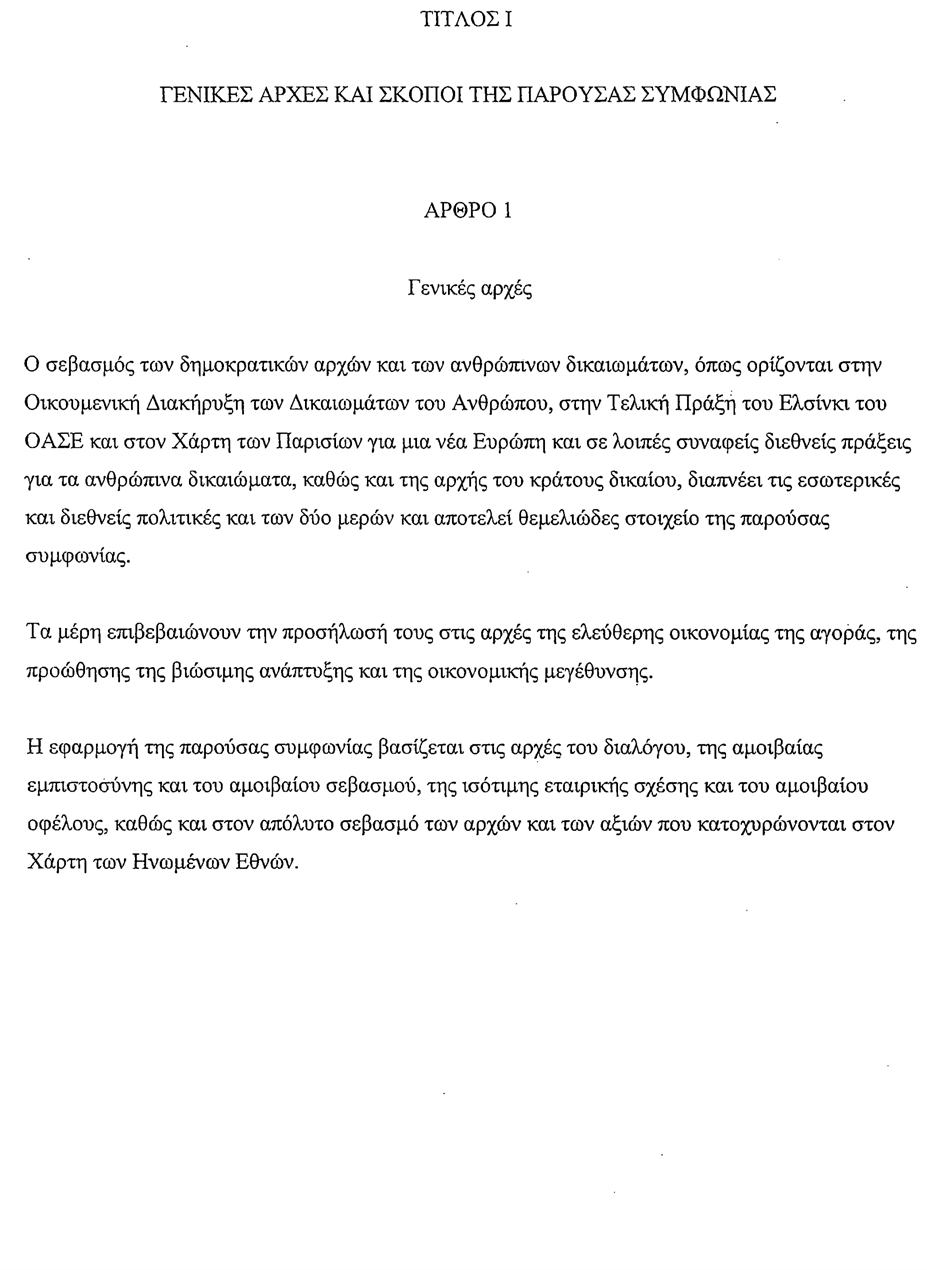 ΤΙΤΛΟΣ Ι
ΓΕΝΙΚΕΣ ΑΡΧΕΣ ΚΑΙ ΣΚΟΠΟΙ ΤΗΣ ΠΑΡΟΥΣΑΣ ΣΥΜΦΩΝΙΑΣ
ΑΡΘΡΟ 1
Γενικές αρχές
Ο σεβασμός των δημοκρατικών αρχών και των ανθρώπινων δικαιωμάτων, όπως ορίζονται στην
Οικουμενική Διακήρυξη των Δικαιωμάτων του Ανθρώπου, στην Τελική Πράξη του Ελσίνκι του
ΟΑΣΕ και στον Χάρτη των Παρισίων για μια νέα Ευρώπη και σε λοιπές συναφείς διεθνείς πράξεις
για τα ανθρώπινα δικαιώματα, καθώς και της αρχής του κράτους δικαίου, διαπνέει τις εσωτερικές
και διεθνείς πολιτικές και των δύο μερών και αποτελεί θεμελιώδες στοιχείο της παρούσας
συμφωνίας.
Τα μέρη επιβεβαιώνουν την προσήλωσή τους στις αρχές της ελεύθερης οικονομίας της αγοράς, της
προώθησης της βιώσιμης ανάπτυξης και της οικονομικής μεγέθυνσης.
Η εφαρμογή της παρούσας συμφωνίας βασίζεται στις αρχές του διαλόγου, της αμοιβαίας
εμπιστοσύνης και του αμοιβαίου σεβασμού, της ισότιμης εταιρικής σχέσης και του αμοιβαίου
οφέλους, καθώς και στον απόλυτο σεβασμό των αρχών και των αξιών που κατοχυρώνονται στον
Χάρτη των Ηνωμένων Εθνών.